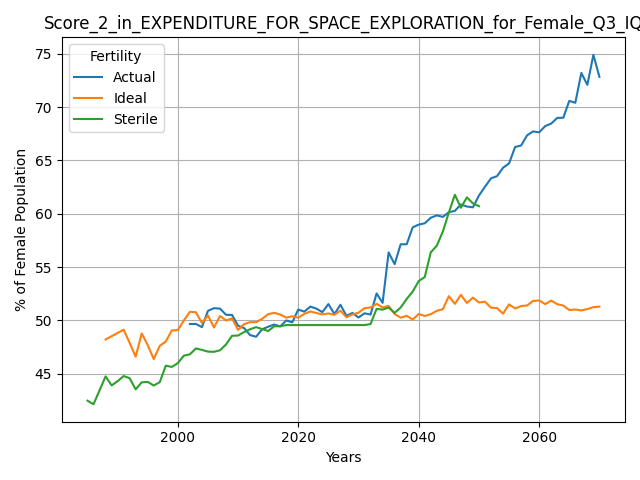 Score_2_in_EXPENDITURE_FOR_SPACE_EXPLORATION_for_Female_Q3_IQ
Fertility
Actual
Ideal
Sterile
75
70
65
60
55
50
45
% of Female Population
2000 2020 2040 2060
Years